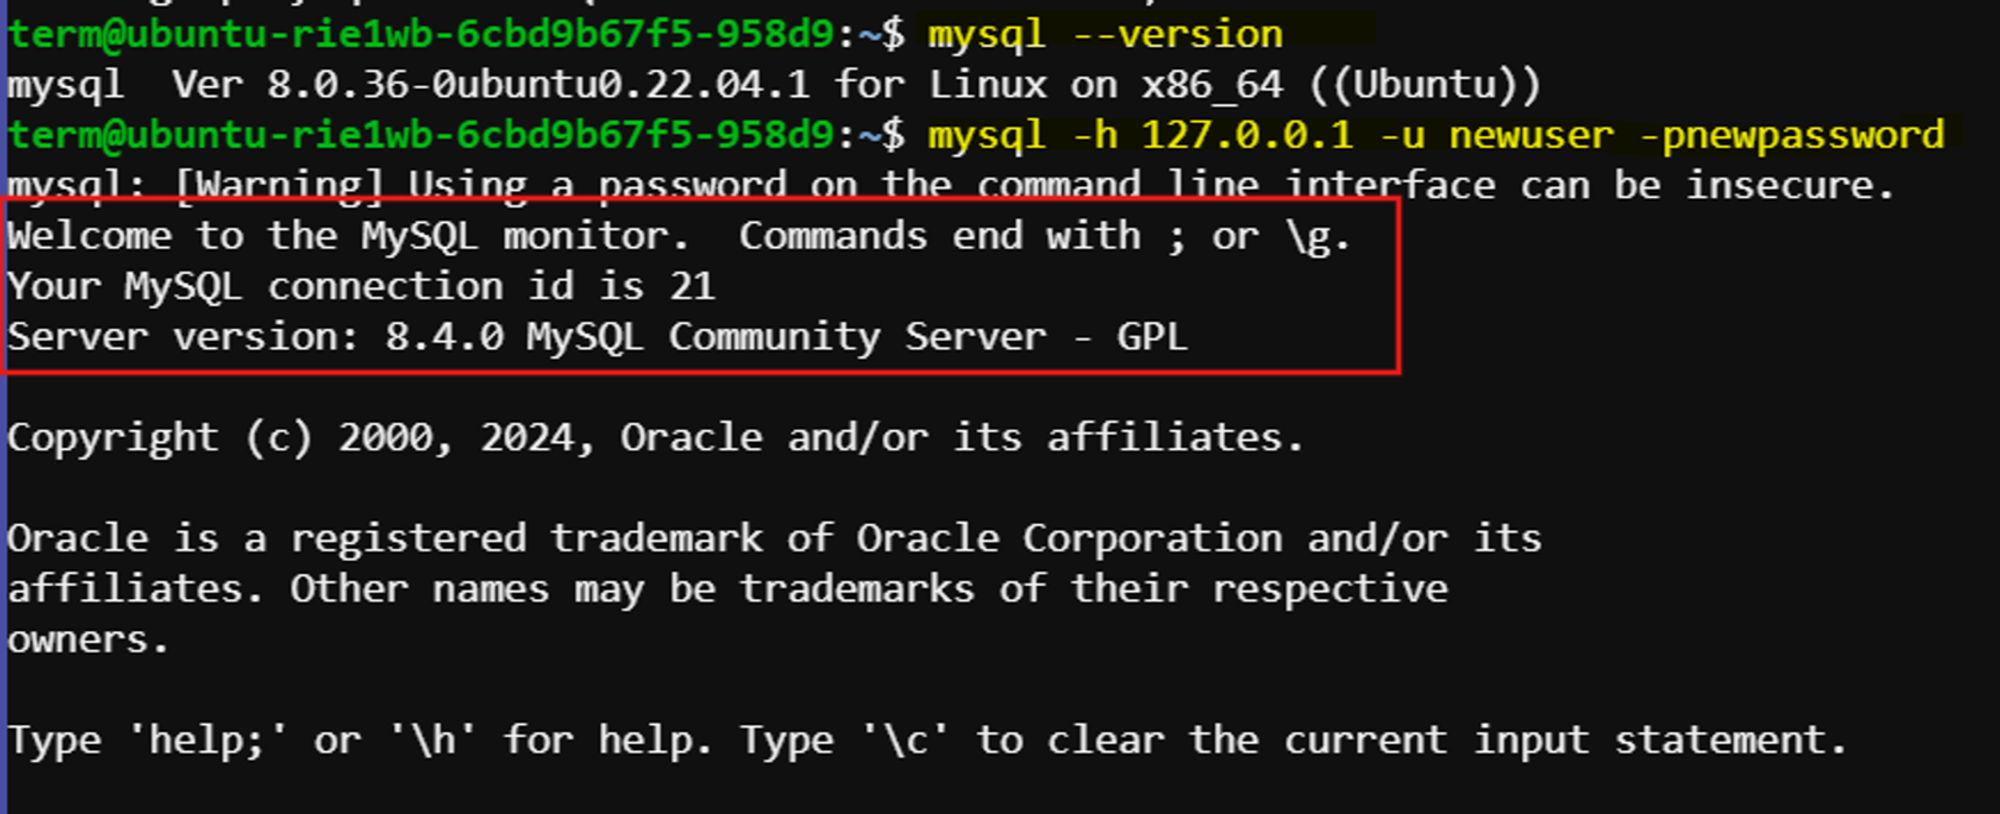 term@ubuntu-rie1wb-6cbd9b67f5-958d9:~$ mysql --version
mysql  Ver 8.0.36-0ubuntu0.22.04.1 for Linux on x86_64 ((Ubuntu))
term@ubuntu-rie1wb-6cbd9b67f5-958d9:~$ mysql -h 127.0.0.1 -u newuser -pnewpassword
mysql: [Warning] Using a password on the command line interface can be insecure.
Welcome to the MySQL monitor.  Commands end with ; or \g.
Your MySQL connection id is 21
Server version: 8.4.0 MySQL Community Server - GPL
Copyright (c) 2000, 2024, Oracle and/or its affiliates.
Oracle is a registered trademark of Oracle Corporation and/or its
affiliates. Other names may be trademarks of their respective
owners.
Type 'help;' or '\h' for help. Type '\c' to clear the current input statement.